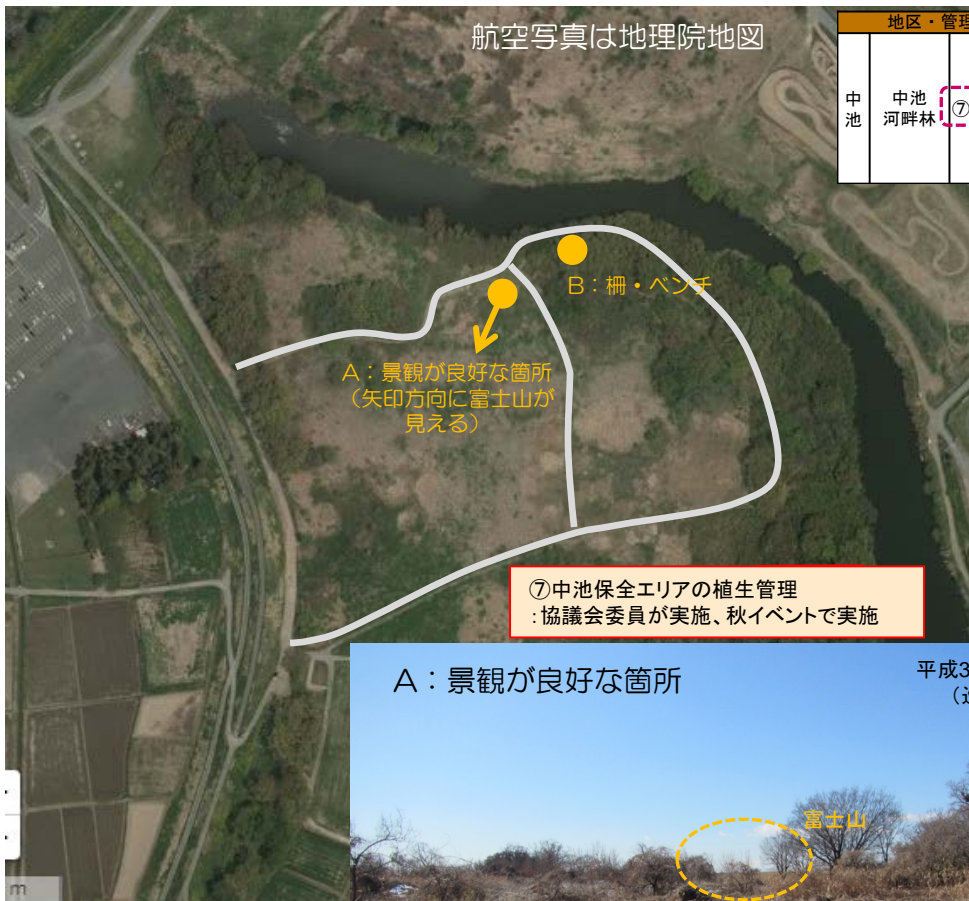 航空写真は地理院地図
地区・管理
中池
中池
河畔林
⑦
B：柵・ベンチ
A：景観が良好な箇所
（矢印方向に富士山が
見える）
⑦中池保全エリアの植生管理
：協議会委員が実施、秋イベントで実施
A：景観が良好な箇所
平成3
富士山
m